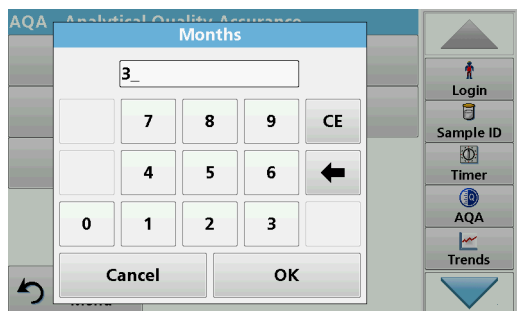 AQA - Analytical Quality Assurance
Months
3_
7 8 9 CE
4 5 6
0 1 2 3
Cancel OK
Menu
Login
Sample ID
Timer
AQA
Trends